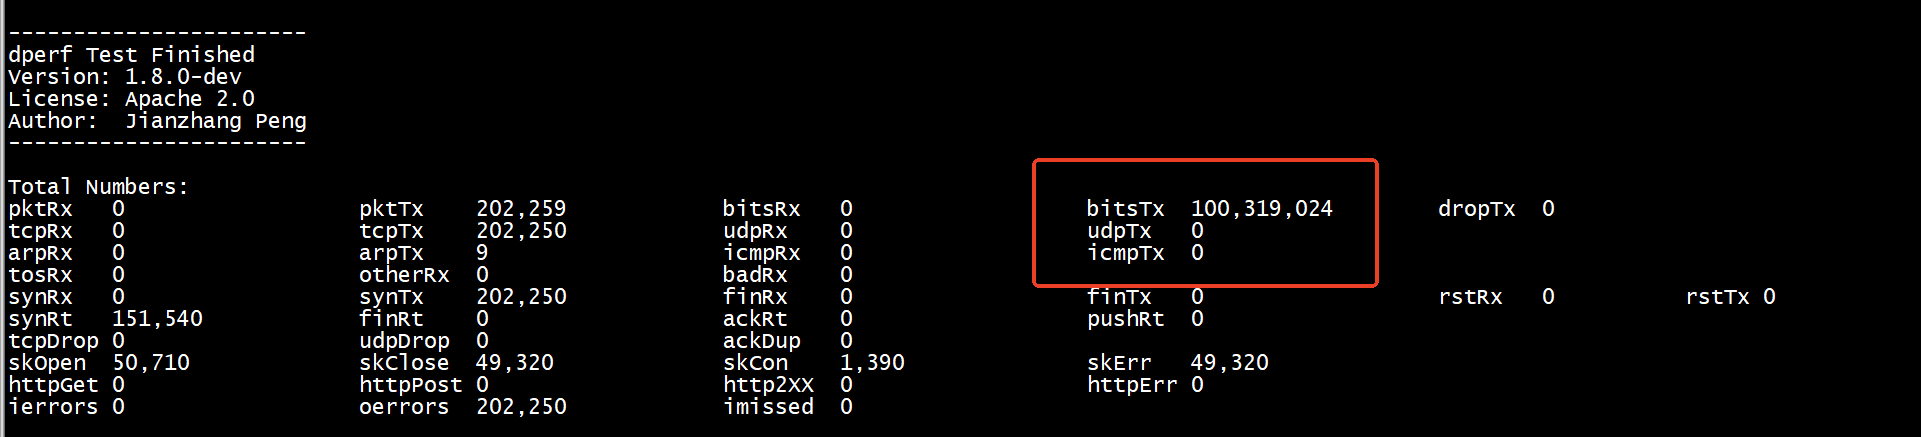 -----------------------
dperf Test Finished
Version: 1.8.0-dev
License: Apache 2.0
Author:  Jianzhang Peng
-----------------------
Total Numbers:
pktRx   0                  pktTx    202,259            bitsRx   0                  bitsTx  100,319,024        dropTx  0
tcpRx   0                  tcpTx    202,250            udpRx    0                  udpTx   0
arpRx   0                  arpTx    9                  icmpRx   0                  icmpTx  0
tosRx   0                  otherRx  0                  badRx    0
synRx   0                  synTx    202,250            finRx    0                  finTx   0                  rstRx   0          rstTx 0
synRt   151,540            finRt    0                  ackRt    0                  pushRt  0
tcpDrop 0                  udpDrop  0                  ackDup   0
skOpen  50,710             skClose  49,320             skCon    1,390              skErr   49,320
httpGet 0                  httpPost 0                  http2XX  0                  httpErr 0
ierrors 0                  oerrors  202,250            imissed  0